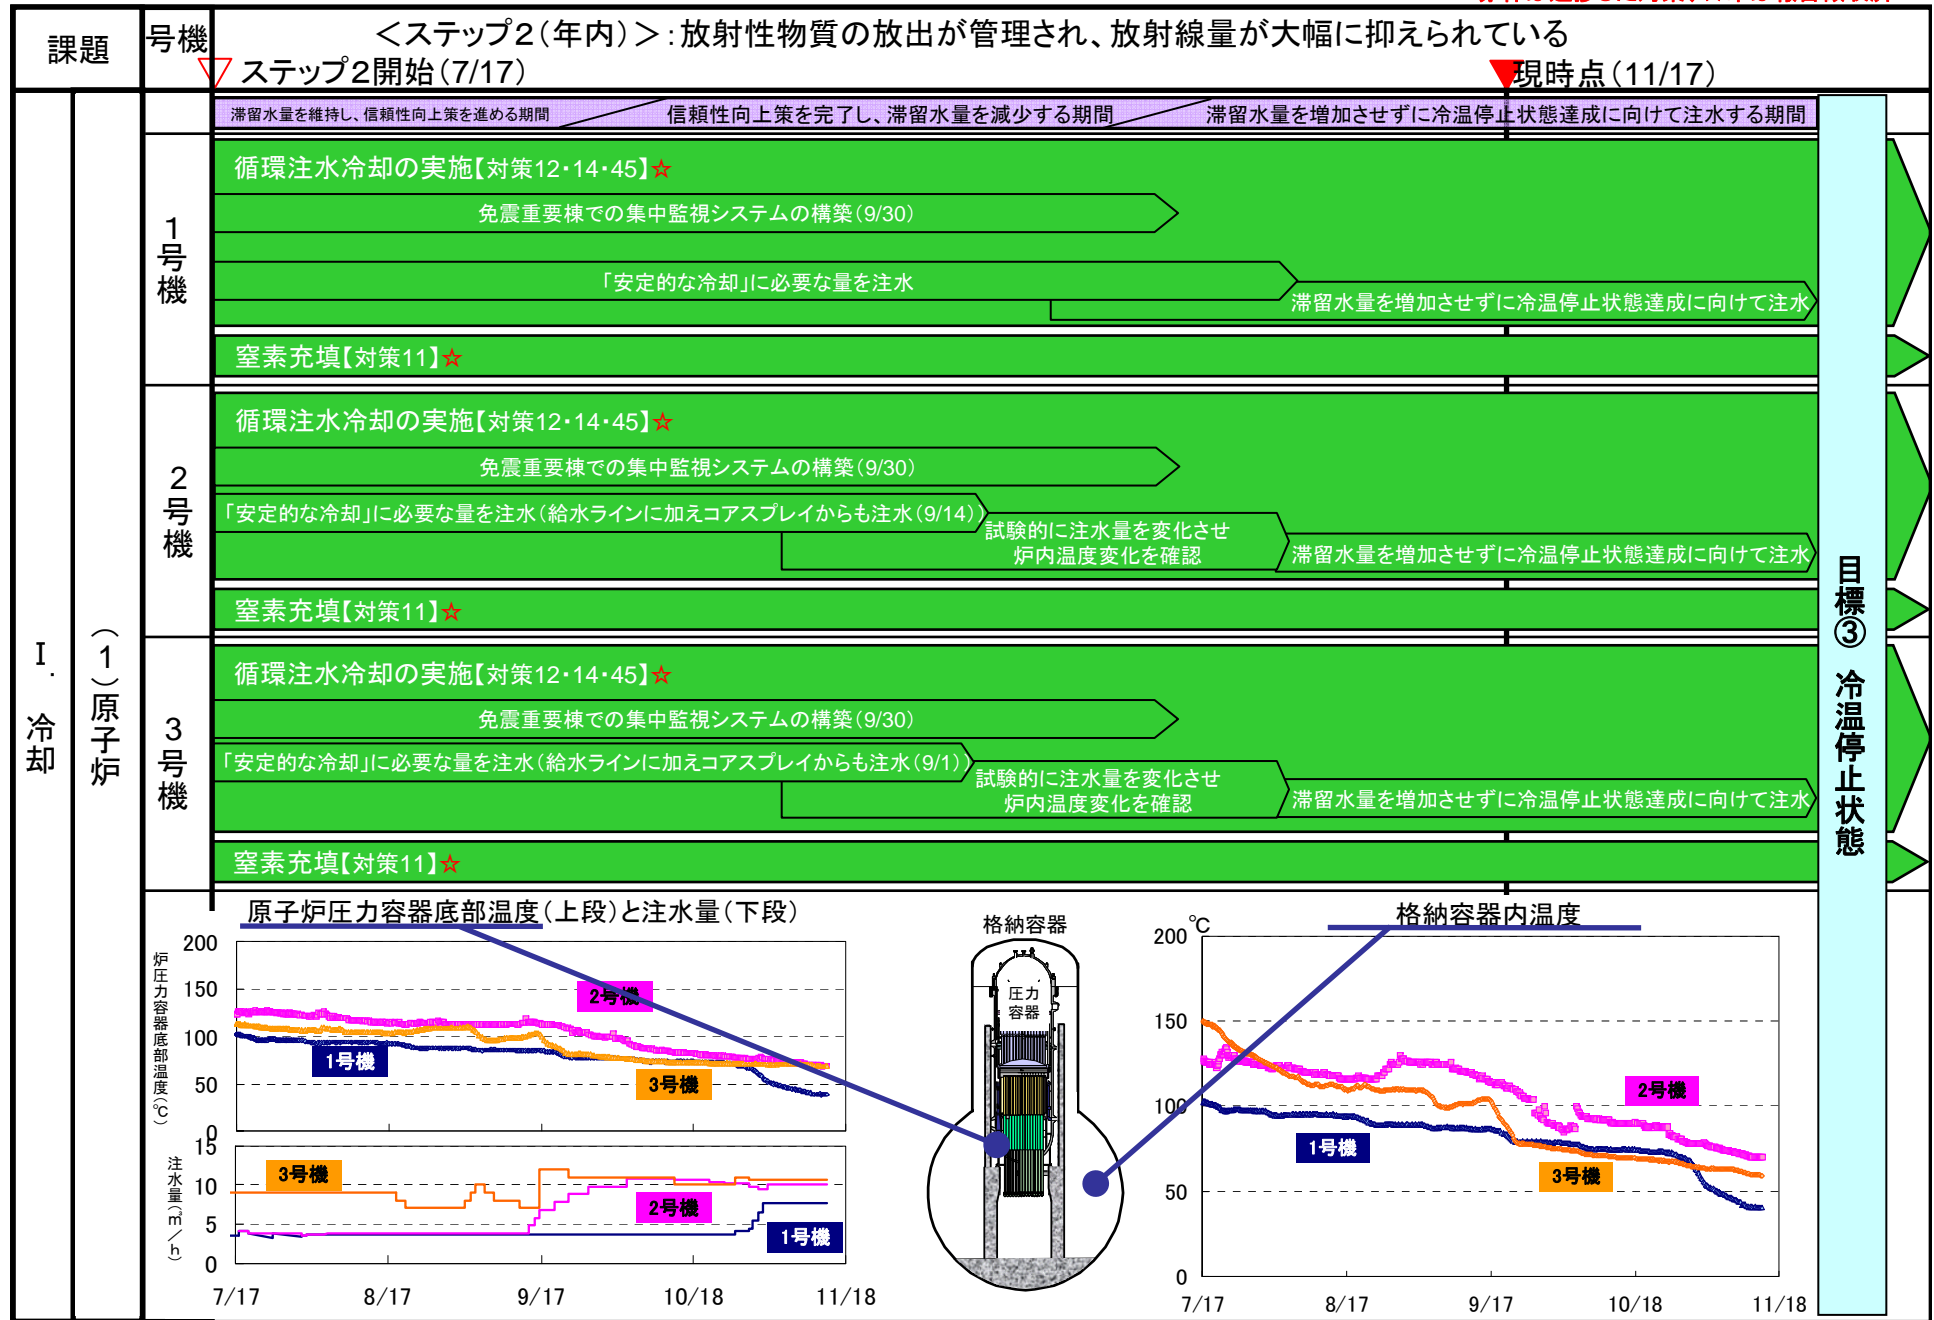 課題
号機
＜ステップ２（年内）＞：放射性物質の放出が管理され、放射線量が大幅に抑えられている
ステップ２開始（7/17）
現時点（11/17）
滞留水量を維持し、信頼性向上策を進める期間
信頼性向上策を完了し、滞留水量を減少する期間
滞留水量を増加させずに冷温停止状態達成に向けて注水する期間
Ⅰ．冷却
（１）原子炉
１号機
循環注水冷却の実施【対策12・14・45】☆
免震重要棟での集中監視システムの構築（9/30）
「安定的な冷却」に必要な量を注水
滞留水量を増加させずに冷温停止状態達成に向けて注水
窒素充填【対策11】☆
２号機
循環注水冷却の実施【対策12・14・45】☆
免震重要棟での集中監視システムの構築（9/30）
「安定的な冷却」に必要な量を注水（給水ラインに加えコアスプレイからも注水（9/14））
試験的に注水量を変化させ
炉内温度変化を確認
滞留水量を増加させずに冷温停止状態達成に向けて注水
窒素充填【対策11】☆
３号機
循環注水冷却の実施【対策12・14・45】☆
免震重要棟での集中監視システムの構築（9/30）
「安定的な冷却」に必要な量を注水（給水ラインに加えコアスプレイからも注水（9/1））
試験的に注水量を変化させ
炉内温度変化を確認
滞留水量を増加させずに冷温停止状態達成に向けて注水
窒素充填【対策11】☆
目標③　冷温停止状態
原子炉圧力容器底部温度（上段）と注水量（下段）
炉圧力容器底部温度（℃）
200
150
100
50
0
2号機
1号機
3号機
注水量（㎥／h）
15
10
5
0
3号機
2号機
1号機
7/17
8/17
9/17
10/18
11/18
格納容器
圧力
容器
格納容器内温度
℃
200
150
100
50
0
2号機
1号機
3号機
7/17
8/17
9/17
10/18
11/18